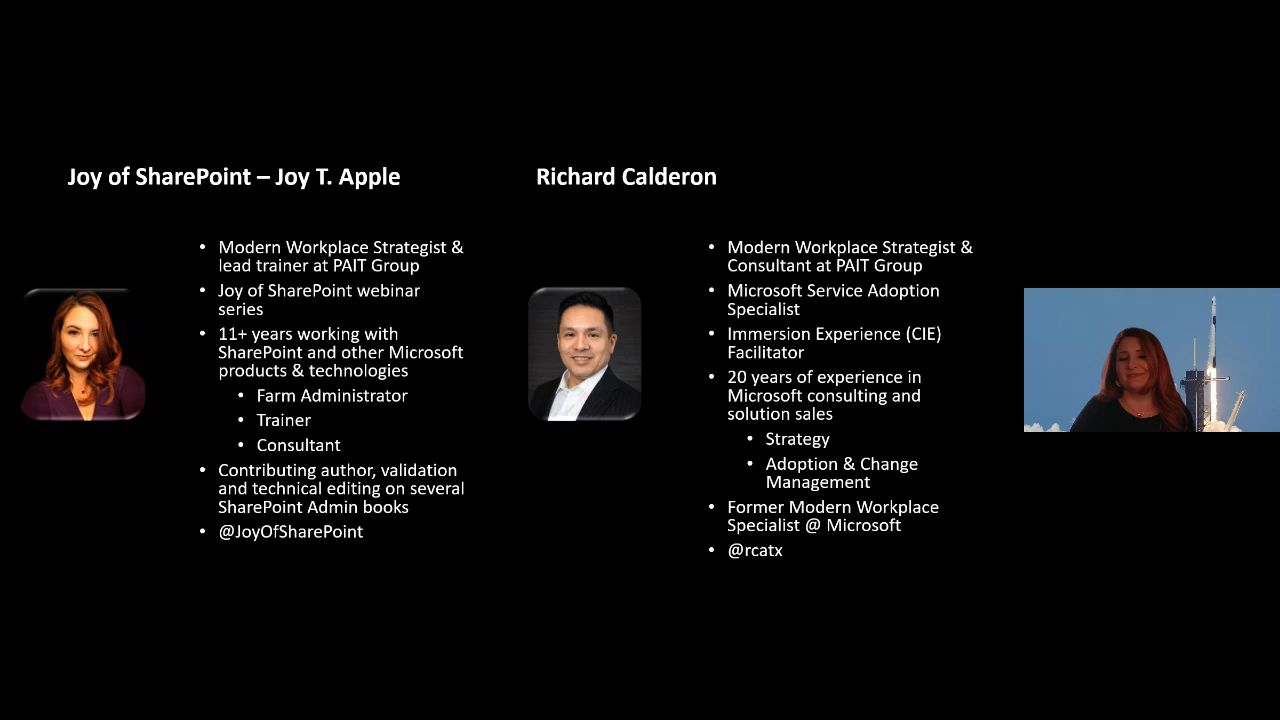 Joy of SharePoint – Joy T. Apple
• Modern Workplace Strategist &
lead trainer at PAIT Group
• Joy of SharePoint webinar
series
• 11+ years working with
SharePoint and other Microsoft
products & technologies
• Farm Administrator
• Trainer
• Consultant
• Contributing author, validation
and technical editing on several
SharePoint Admin books
• @JoyOfSharePoint
Richard Calderon
• Modern Workplace Strategist &
Consultant at PAIT Group
• Microsoft Service Adoption
Specialist
• Immersion Experience (CIE)
Facilitator
• 20 years of experience in
Microsoft consulting and
solution sales
• Strategy
• Adoption & Change
Management
• Former Modern Workplace
Specialist @ Microsoft
• @rcatx